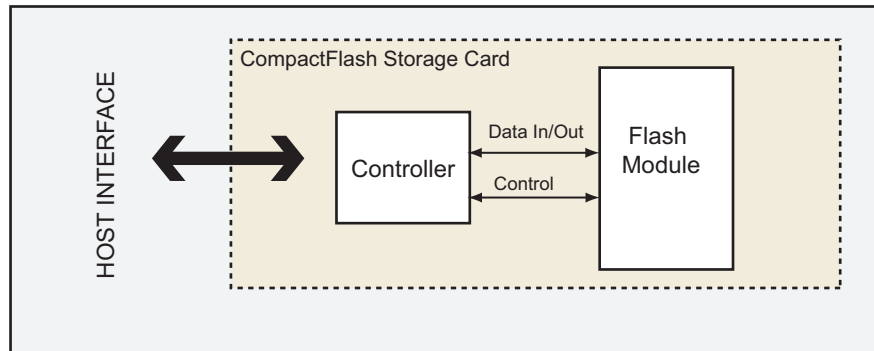 CompactFlash Storage Card
HOST INTERFACE
Controller
Data In/Out
Control
Flash
Module